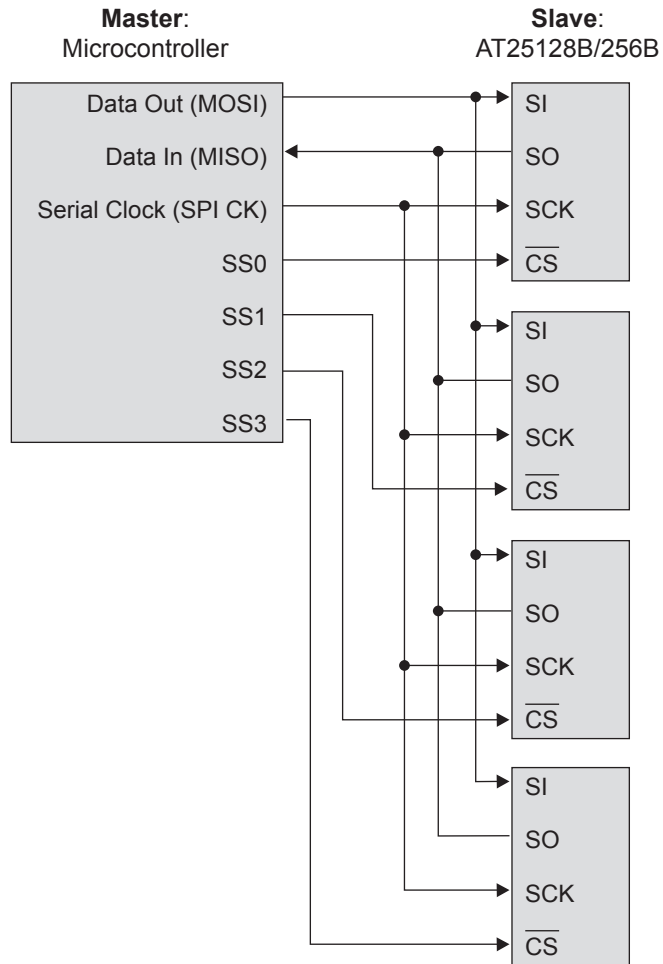 Master:
Microcontroller
Slave:
AT25128B/256B
Data Out (MOSI)
Data In (MISO)
Serial Clock (SPI CK)
SS0
SS1
SS2
SS3
SI
SO
SCK
CS
SI
SO
SCK
CS
SI
SO
SCK
CS
SI
SO
SCK
CS